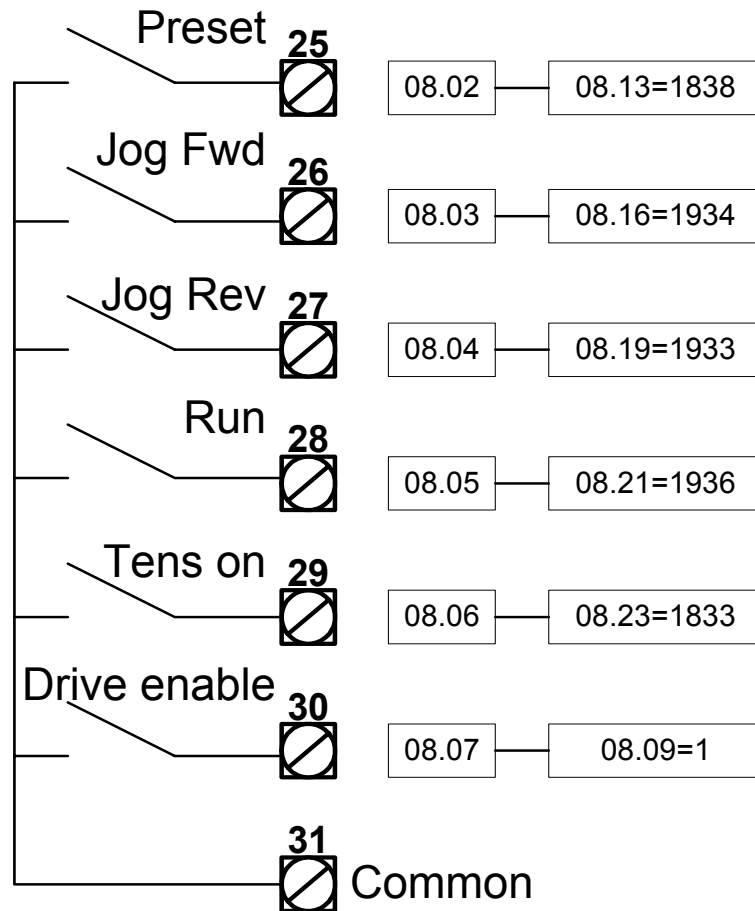 Preset 25 08.02 08.13=1838
Jog Fwd 26 08.03 08.16=1934
Jog Rev 27 08.04 08.19=1933
Run 28 08.05 08.21=1936
Tens on 29 08.06 08.23=1833
Drive enable 30 08.07 08.09=1
31 Common